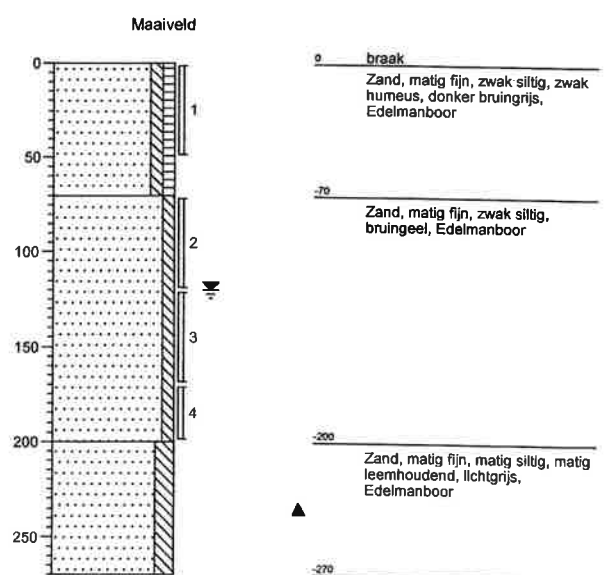 Maaiveld
0
50
100
150
200
250
1
2
3
4
0
braak
Zand, matig fijn, zwak siltig, zwak
humeus, donker bruingrijs,
Edelmanboor
-70
Zand, matig fijn, zwak siltig,
bruingeel, Edelmanboor
-200
Zand, matig fijn, matig siltig, matig
leemhoudend, lichtgrijs,
Edelmanboor
-270